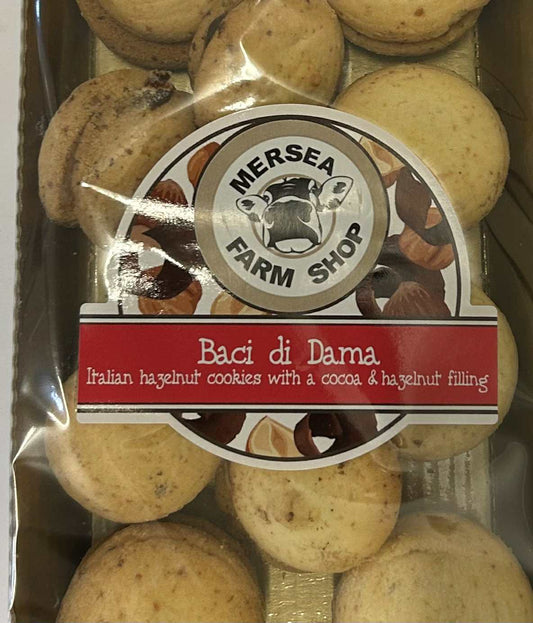 MERSEA
FARM SHOP
Baci di Dama
Italian hazelnut cookies with a cocoa & hazelnut filling